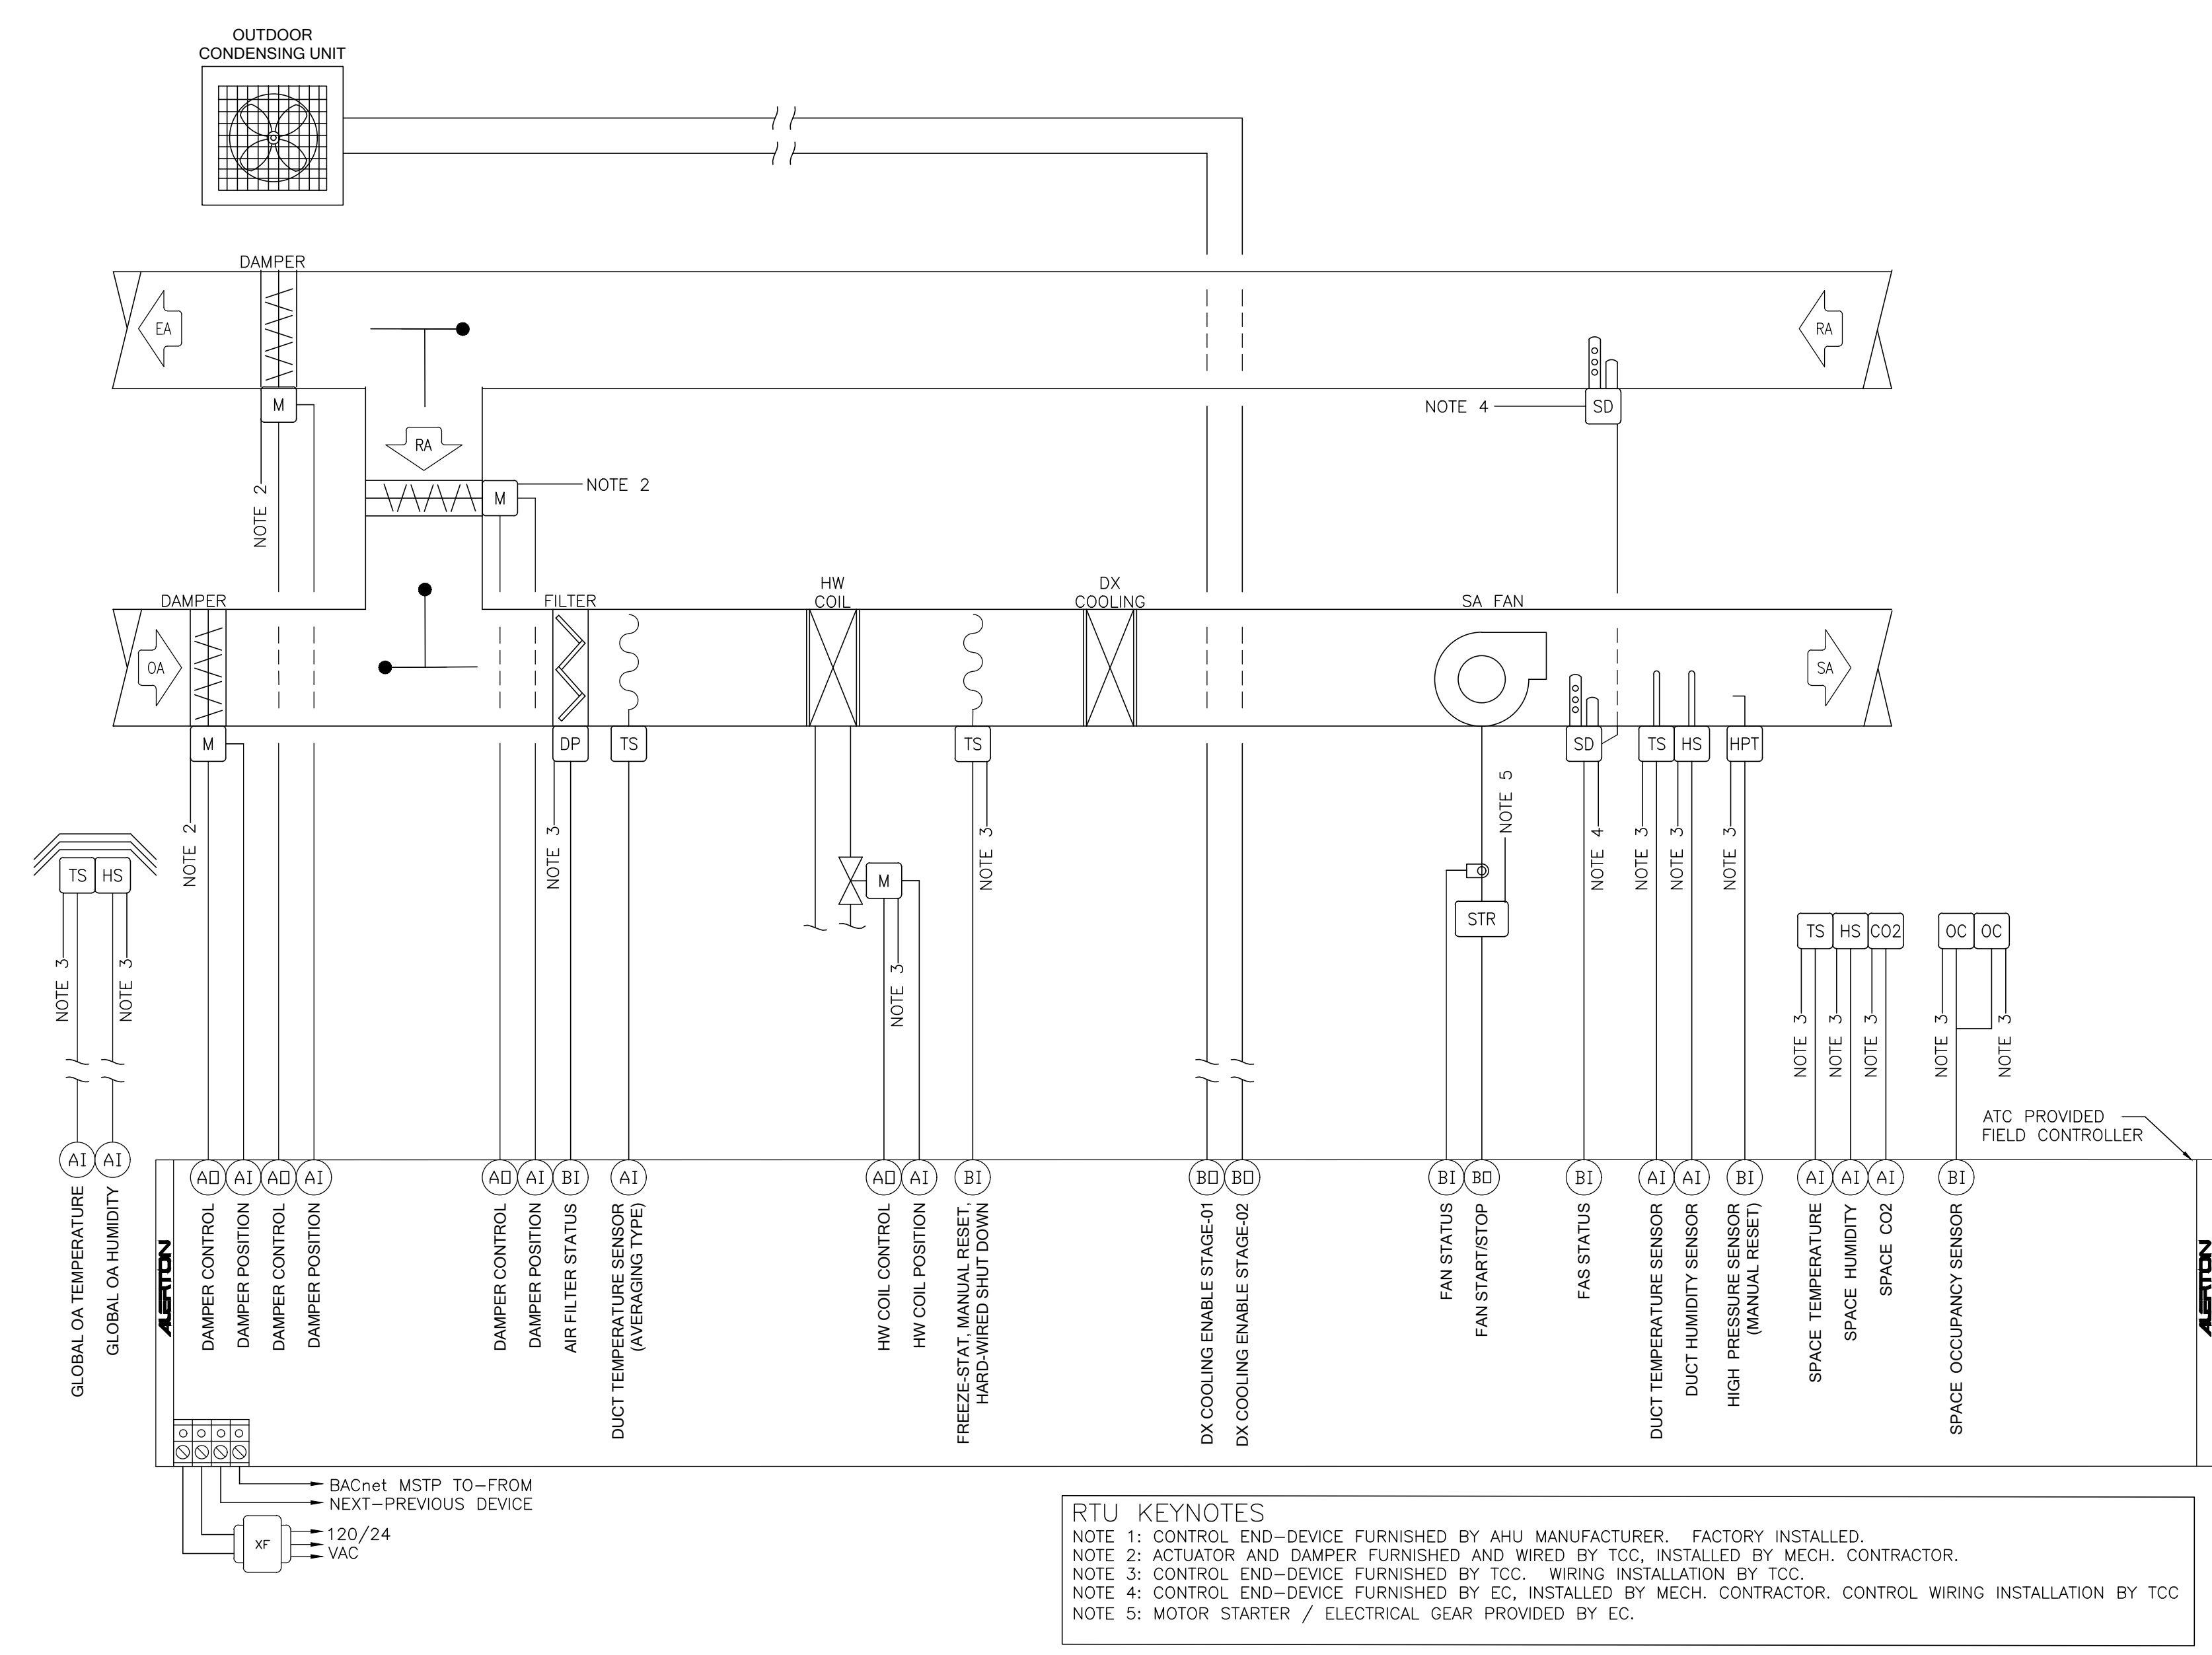 OUTDOOR
CONDENSING UNIT
DAMPER
EA
RA
M
SD
NOTE 4
RA
NOTE 2
M
NOTE 2
DAMPER
FILTER
HW
COIL
DX
COOLING
SA FAN
OA
SA
M
DP
TS
TS
SD
TS
HS
HPT
NOTE 2
NOTE 3
NOTE 3
NOTE 5
NOTE 4
NOTE 3
NOTE 3
NOTE 3
TS
HS
M
STR
TS
HS
CO2
OC
OC
NOTE 3
NOTE 3
NOTE 3
NOTE 3
NOTE 3
NOTE 3
NOTE 3
NOTE 3
ATC PROVIDED
FIELD CONTROLLER
AI
AI
AO
AI
AO
AI
AO
AI
BI
AI
AO
AI
BI
BO
BO
BI
BO
BI
AI
AI
BI
AI
AI
AI
BI
GLOBAL OA TEMPERATURE
GLOBAL OA HUMIDITY
ALERTON
DAMPER CONTROL
DAMPER POSITION
DAMPER CONTROL
DAMPER POSITION
DAMPER CONTROL
DAMPER POSITION
AIR FILTER STATUS
DUCT TEMPERATURE SENSOR
(AVERAGING TYPE)
HW COIL CONTROL
HW COIL POSITION
FREEZE-STAT, MANUAL RESET,
HARD-WIRED SHUT DOWN
DX COOLING ENABLE STAGE-01
DX COOLING ENABLE STAGE-02
FAN STATUS
FAN START/STOP
FAS STATUS
DUCT TEMPERATURE SENSOR
DUCT HUMIDITY SENSOR
HIGH PRESSURE SENSOR
(MANUAL RESET)
SPACE TEMPERATURE
SPACE HUMIDITY
SPACE CO2
SPACE OCCUPANCY SENSOR
ALERTON
BACnet MSTP TO-FROM
NEXT-PREVIOUS DEVICE
XF
120/24
VAC
RTU KEYNOTES
NOTE 1: CONTROL END-DEVICE FURNISHED BY AHU MANUFACTURER. FACTORY INSTALLED.
NOTE 2: ACTUATOR AND DAMPER FURNISHED AND WIRED BY TCC, INSTALLED BY MECH. CONTRACTOR.
NOTE 3: CONTROL END-DEVICE FURNISHED BY TCC. WIRING INSTALLATION BY TCC.
NOTE 4: CONTROL END-DEVICE FURNISHED BY EC, INSTALLED BY MECH. CONTRACTOR. CONTROL WIRING INSTALLATION BY TCC
NOTE 5: MOTOR STARTER / ELECTRICAL GEAR PROVIDED BY EC.